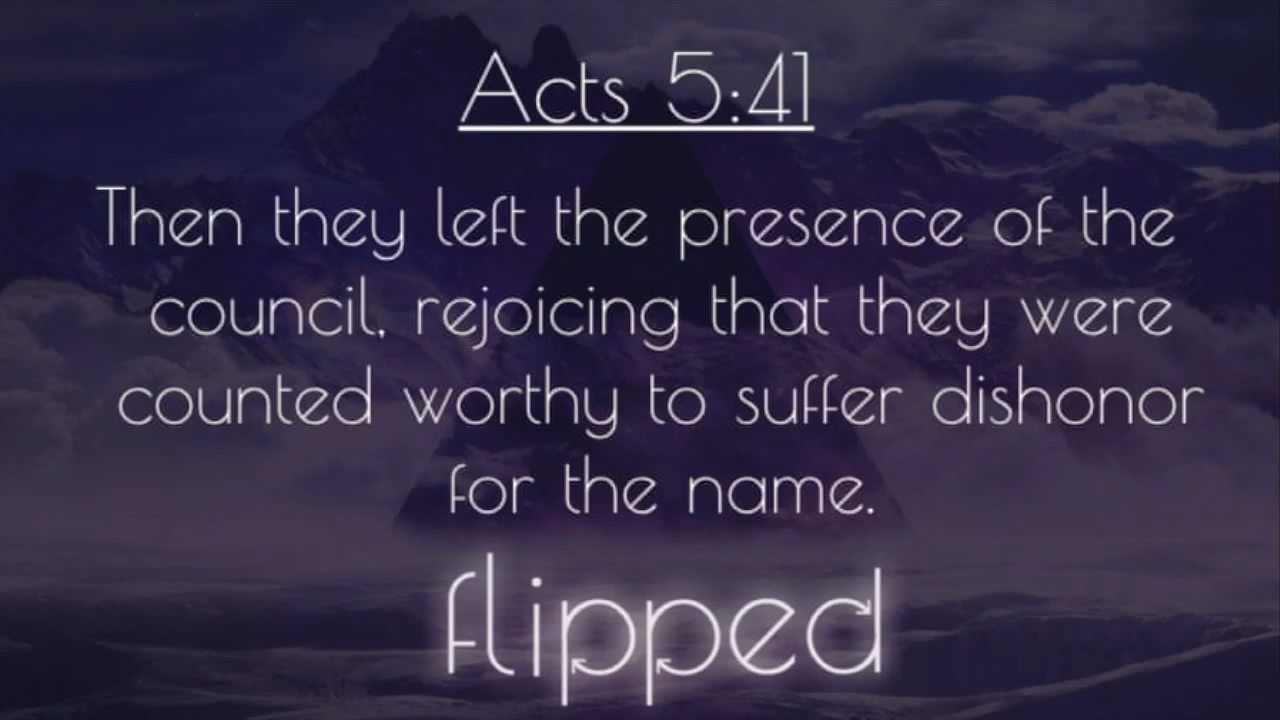 Acts 5:41
Then they left the presence of the
council, rejoicing that they were
counted worthy to suffer dishonor
for the name.
flipped